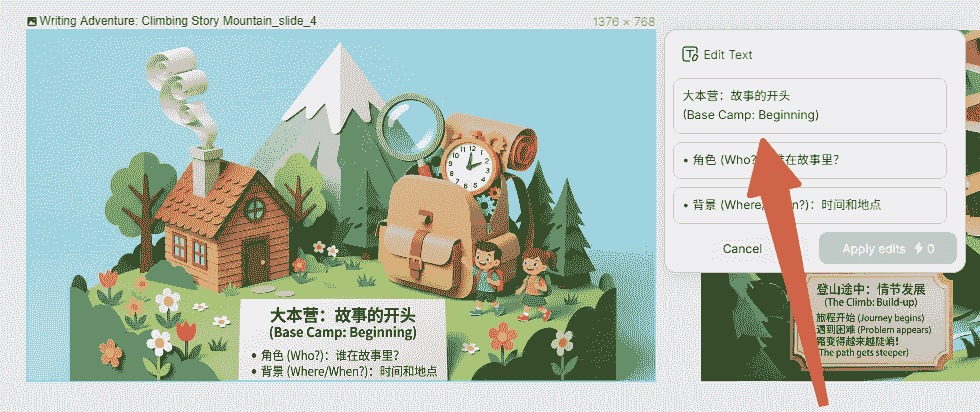 Writing Adventure: Climbing Story Mountain_slide_4
1376 × 768
大本营：故事的开头
(Base Camp: Beginning)
• 角色 (Who?)：谁在故事里？
• 背景 (Where/When?)：时间和地点
Edit Text
大本营：故事的开头
(Base Camp: Beginning)
• 角色 (Who? 谁在故事里？
• 背景 (Where/ n?)：时间和地点
Cancel
Apply edits 0
登山途中：情节发展
(The Climb: Build-up)
旅程开始 (Journey begins)
遇到困难 (Problem appears)
变得越来越陡峭！
The path gets steeper)